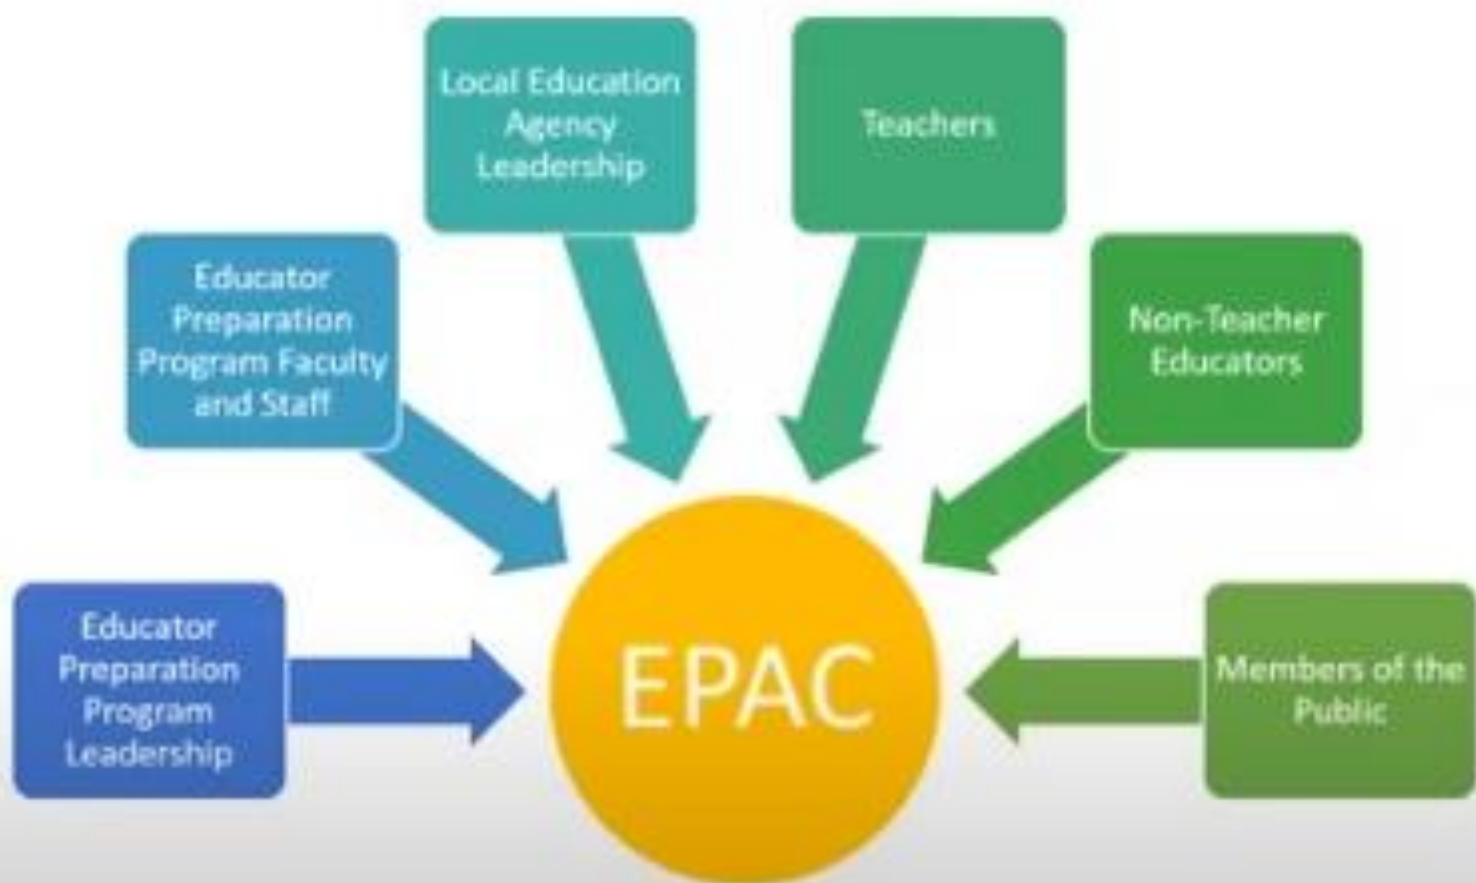 Local Education
Agency
Leadership
Teachers
Educator
Preparation
Program Faculty
and Staff
Non-Teacher
Educators
Educator
Preparation
Program
Leadership
EPAC
Members of the
Public